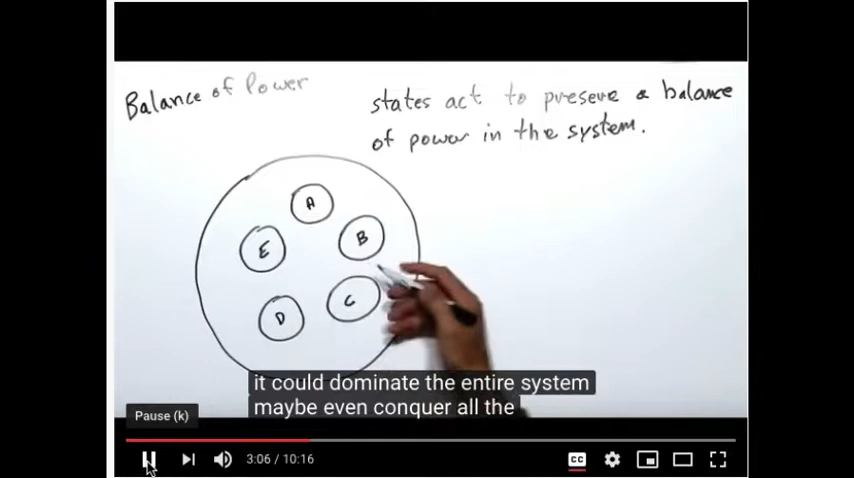 Balance of Power
states act to preseve a balance
of power in the system.
A
B
E
C
D
it could dominate the entire system
maybe even conquer all the
Pause (k)
3:06 / 10:16
CC